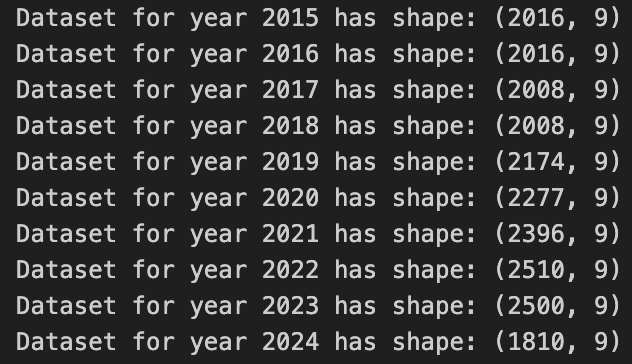 Dataset for year 2015 has shape: (2016, 9)
Dataset for year 2016 has shape: (2016, 9)
Dataset for year 2017 has shape: (2008, 9)
Dataset for year 2018 has shape: (2008, 9)
Dataset for year 2019 has shape: (2174, 9)
Dataset for year 2020 has shape: (2277, 9)
Dataset for year 2021 has shape: (2396, 9)
Dataset for year 2022 has shape: (2510, 9)
Dataset for year 2023 has shape: (2500, 9)
Dataset for year 2024 has shape: (1810, 9)